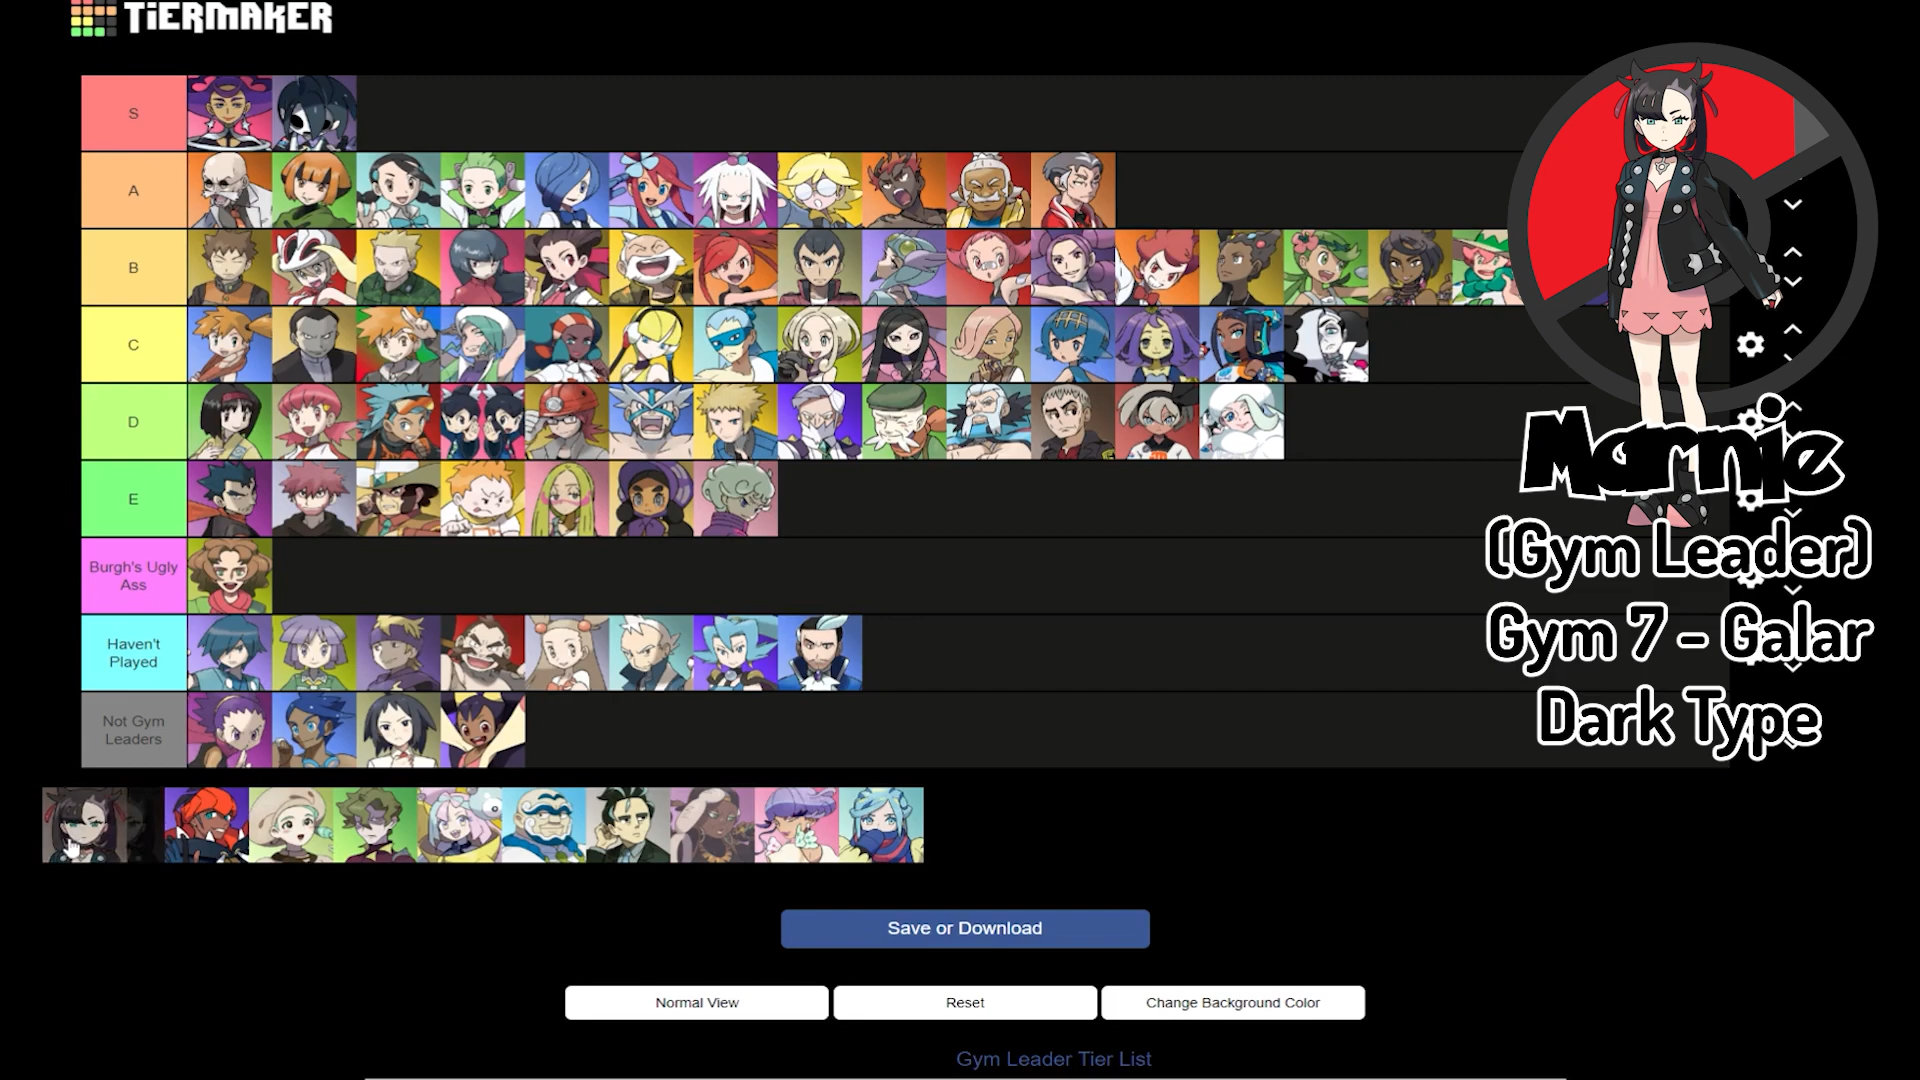 TiERMAKER
S
A
B
C
D
E
Burgh's Ugly
Ass
Haven't
Played
Not Gym
Leaders
Marnie
(Gym Leader)
Gym 7 - Galar
Dark Type
Save or Download
Normal View
Reset
Change Background Color
Gym Leader Tier List